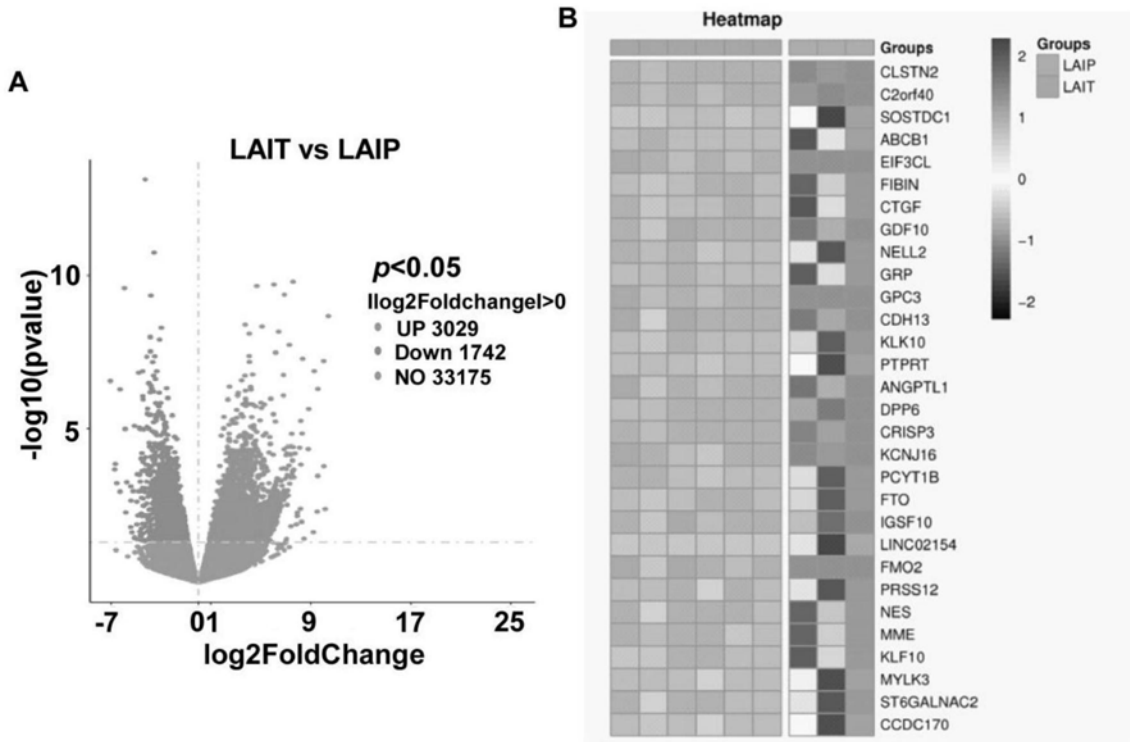 A
LAIT vs LAIP
p<0.05
llog2Foldchangel>0
UP 3029
Down 1742
NO 33175
-log10(pvalue)
10
5
-7 01 9 17 25
log2FoldChange
B
Heatmap
Groups
CLSTN2
C2orf40
SOSTDC1
ABCB1
EIF3CL
FIBIN
CTGF
GDF10
NELL2
GRP
GPC3
CDH13
KLK10
PTPRT
ANGPTL1
DPP6
CRISP3
KCNJ16
PCYT1B
FTO
IGSF10
LINC02154
FMO2
PRSS12
NES
MME
KLF10
MYLK3
ST6GALNAC2
CCDC170
2
1
0
-1
-2
Groups
LAIP
LAIT